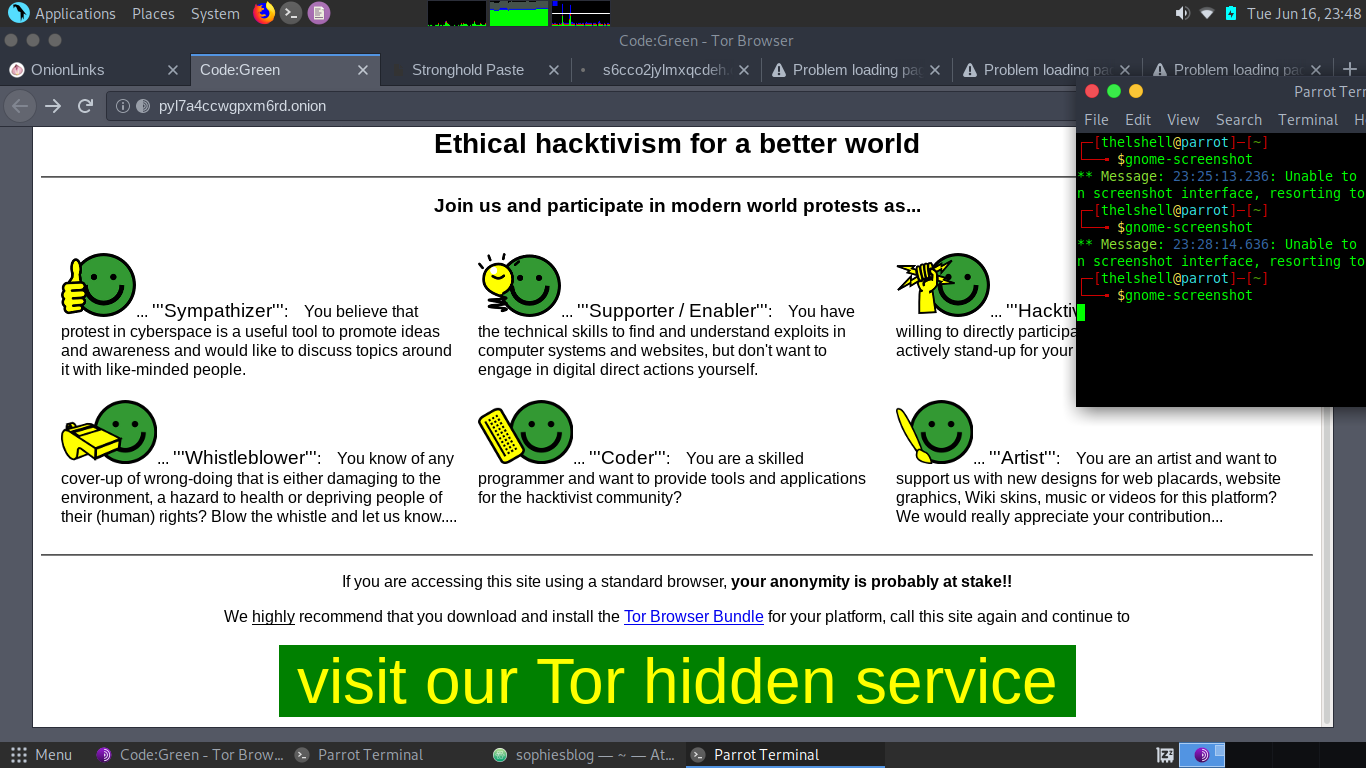 Applications Places System Tue Jun 16, 23:48
Code:Green - Tor Browser
OnionLinks Code:Green Stronghold Paste s6cco2jylmxqcdeh. Problem loading pag Problem loading pa Problem loading pa
pyl7a4ccwgpxm6rd.onion
Parrot Term
File Edit View Search Terminal H
┌─[thelshell@parrot]─[~]
└──╼ $gnome-screenshot
** Message: 23:25:13.236: Unable to
n screenshot interface, resorting to
┌─[thelshell@parrot]─[~]
└──╼ $gnome-screenshot
** Message: 23:28:14.636: Unable to
n screenshot interface, resorting to
┌─[thelshell@parrot]─[~]
└──╼ $gnome-screenshot
Ethical hacktivism for a better world
Join us and participate in modern world protests as...
... '''Sympathizer''': You believe that
protest in cyberspace is a useful tool to promote ideas
and awareness and would like to discuss topics around
it with like-minded people.
... '''Supporter / Enabler''': You have
the technical skills to find and understand exploits in
computer systems and websites, but don't want to
engage in digital direct actions yourself.
... '''Hacktiv
willing to directly participa
actively stand-up for your
... '''Whistleblower''': You know of any
cover-up of wrong-doing that is either damaging to the
environment, a hazard to health or depriving people of
their (human) rights? Blow the whistle and let us know....
... '''Coder''': You are a skilled
programmer and want to provide tools and applications
for the hacktivist community?
... '''Artist''': You are an artist and want to
support us with new designs for web placards, website
graphics, Wiki skins, music or videos for this platform?
We would really appreciate your contribution...
If you are accessing this site using a standard browser, your anonymity is probably at stake!!
We highly recommend that you download and install the Tor Browser Bundle for your platform, call this site again and continue to
visit our Tor hidden service
Menu Code:Green - Tor Brow... Parrot Terminal sophiesblog — ~ — At... Parrot Terminal